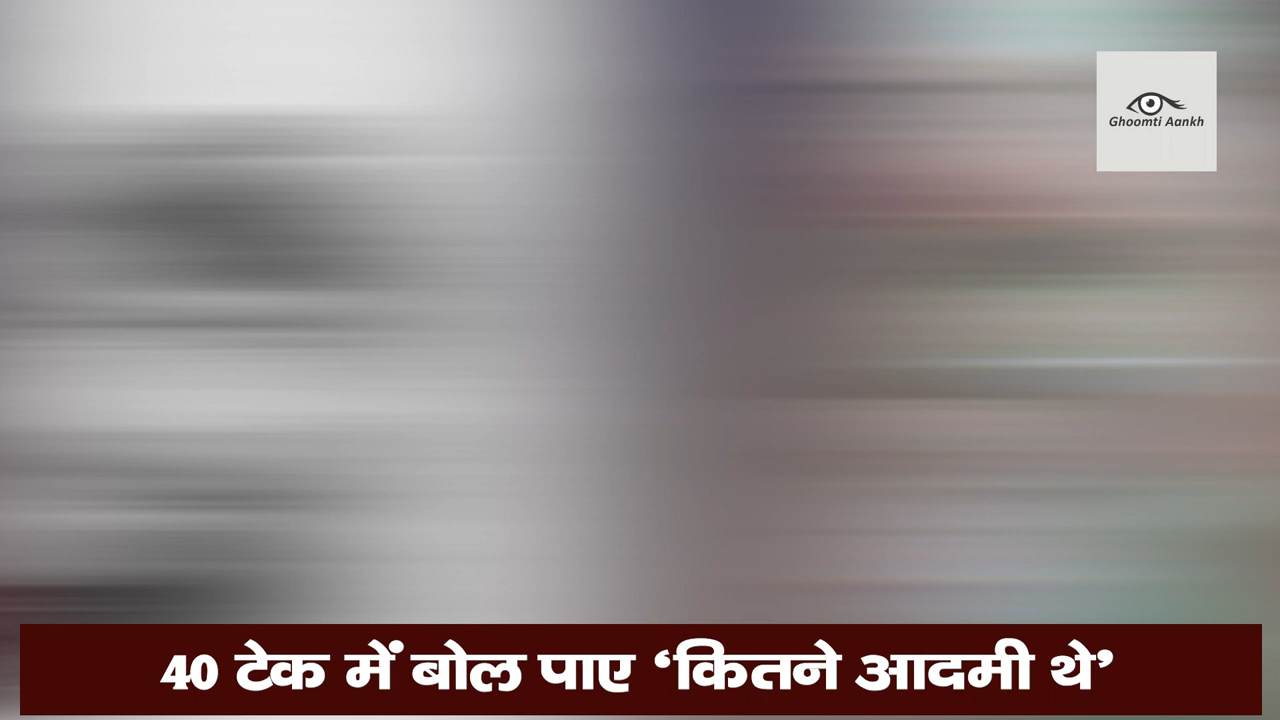 Ghoomti Aankh
40 टेक में बोल पाए ‘कितने आदमी थे’